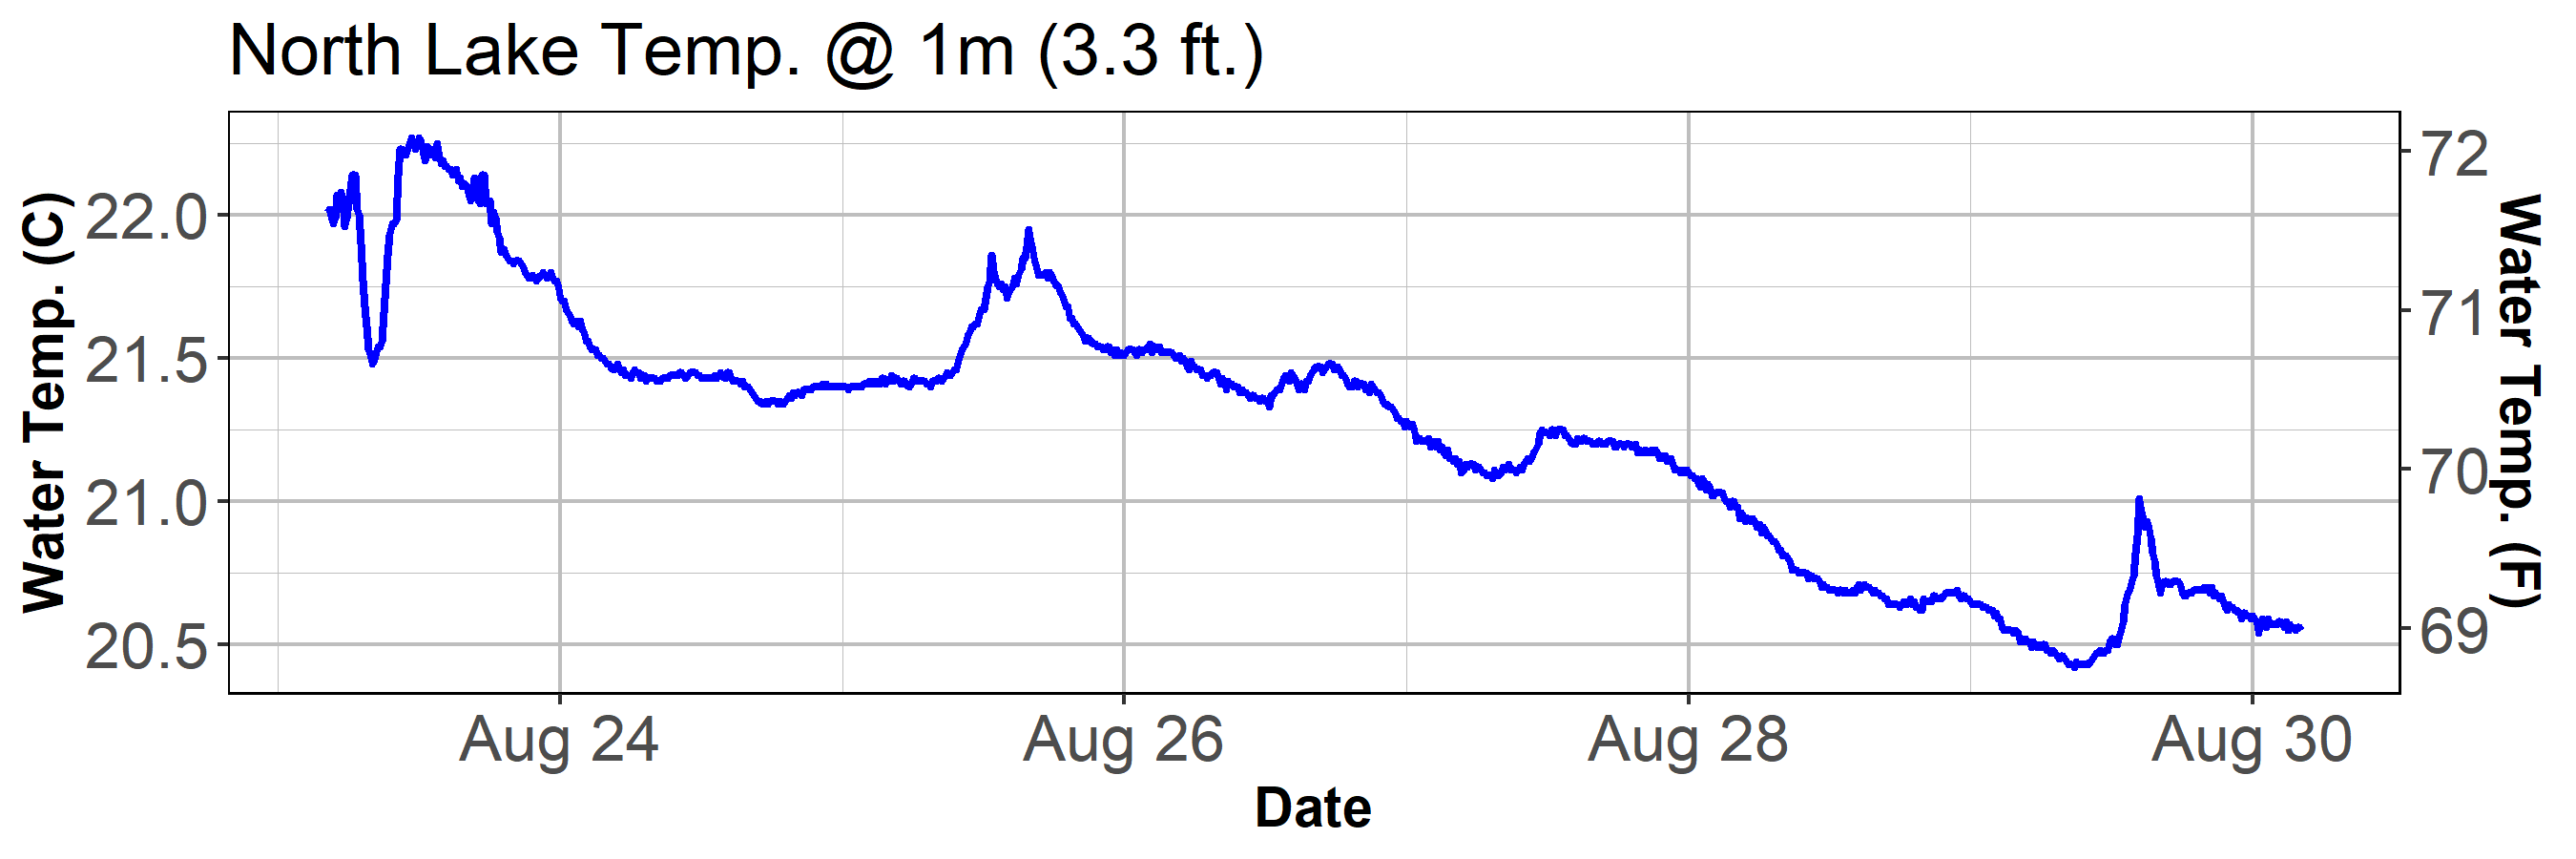 North Lake Temp. @ 1m (3.3 ft.)
Water Temp. (C)
22.0
21.5
21.0
20.5
72
71
70
69
Water Temp. (F)
Aug 24 Aug 26 Aug 28 Aug 30
Date